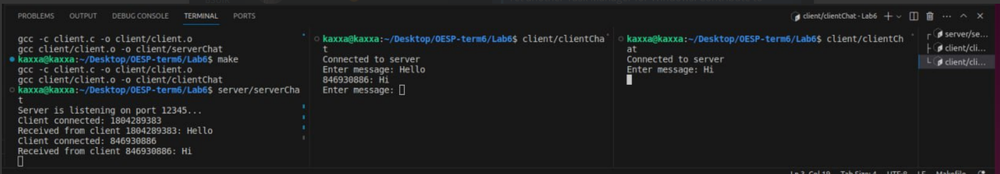 PROBLEMS OUTPUT DEBUG CONSOLE TERMINAL PORTS
client/clientChat - Lab6
gcc -c client.c -o client/client.o
gcc client/client.o -o client/serverChat
kaxxa@kaxxa:~/Desktop/OESP-term6/Lab6$ make
gcc -c client.c -o client/client.o
gcc client/client.o -o client/clientChat
kaxxa@kaxxa:~/Desktop/OESP-term6/Lab6$ server/serverCha
t
Server is listening on port 12345...
Client connected: 1804289383
Received from client 1804289383: Hello
Client connected: 846930886
Received from client 846930886: Hi
kaxxa@kaxxa:~/Desktop/OESP-term6/Lab6$ client/clientCha
t
Connected to server
Enter message: Hello
846930886: Hi
Enter message:
kaxxa@kaxxa:~/Desktop/OESP-term6/Lab6$ client/clientCh
at
Connected to server
Enter message: Hi
server/se...
client/cli...
client/cli...
Ln 3, Col 19 Tab Size: 4 UTF-8 LF Makefile